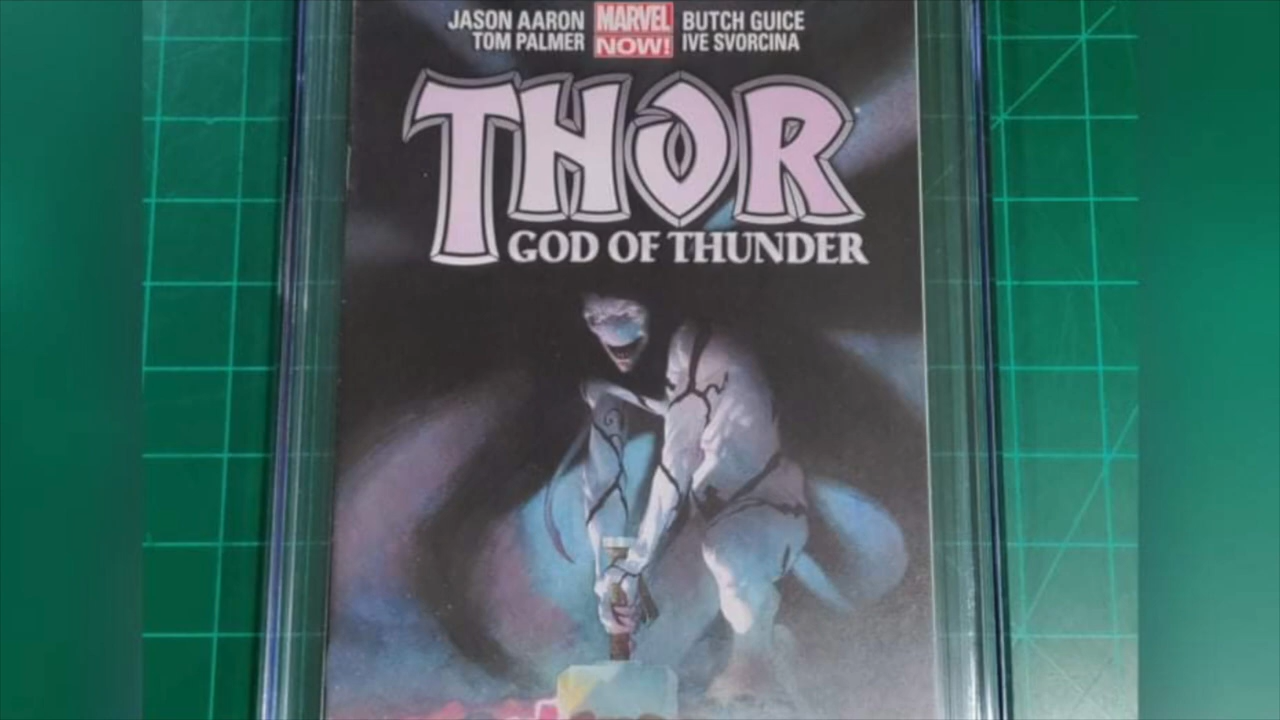 JASON AARON MARVEL BUTCH GUICE
TOM PALMER NOW! IVE SVORCINA
THOR
GOD OF THUNDER